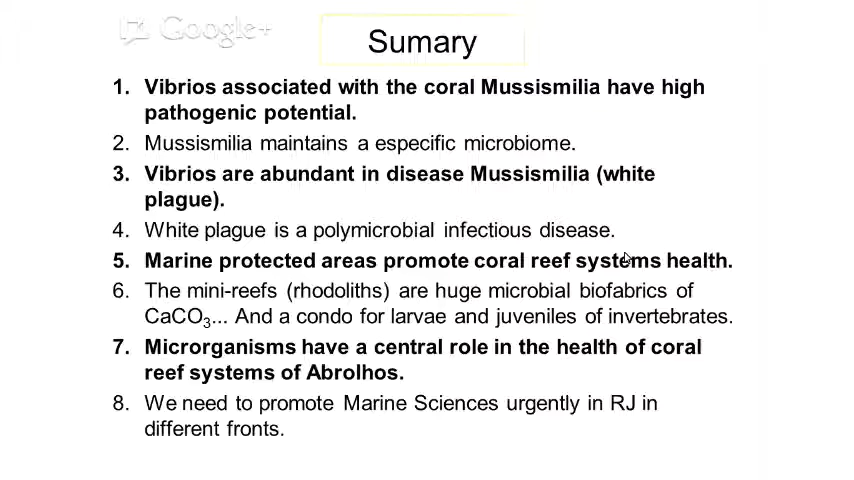 Google+
Sumary
1. Vibrios associated with the coral Mussismilia have high
pathogenic potential.
2. Mussismilia maintains a especific microbiome.
3. Vibrios are abundant in disease Mussismilia (white
plague).
4. White plague is a polymicrobial infectious disease.
5. Marine protected areas promote coral reef systems health.
6. The mini-reefs (rhodoliths) are huge microbial biofabrics of
CaCO₃... And a condo for larvae and juveniles of invertebrates.
7. Microrganisms have a central role in the health of coral
reef systems of Abrolhos.
8. We need to promote Marine Sciences urgently in RJ in
different fronts.